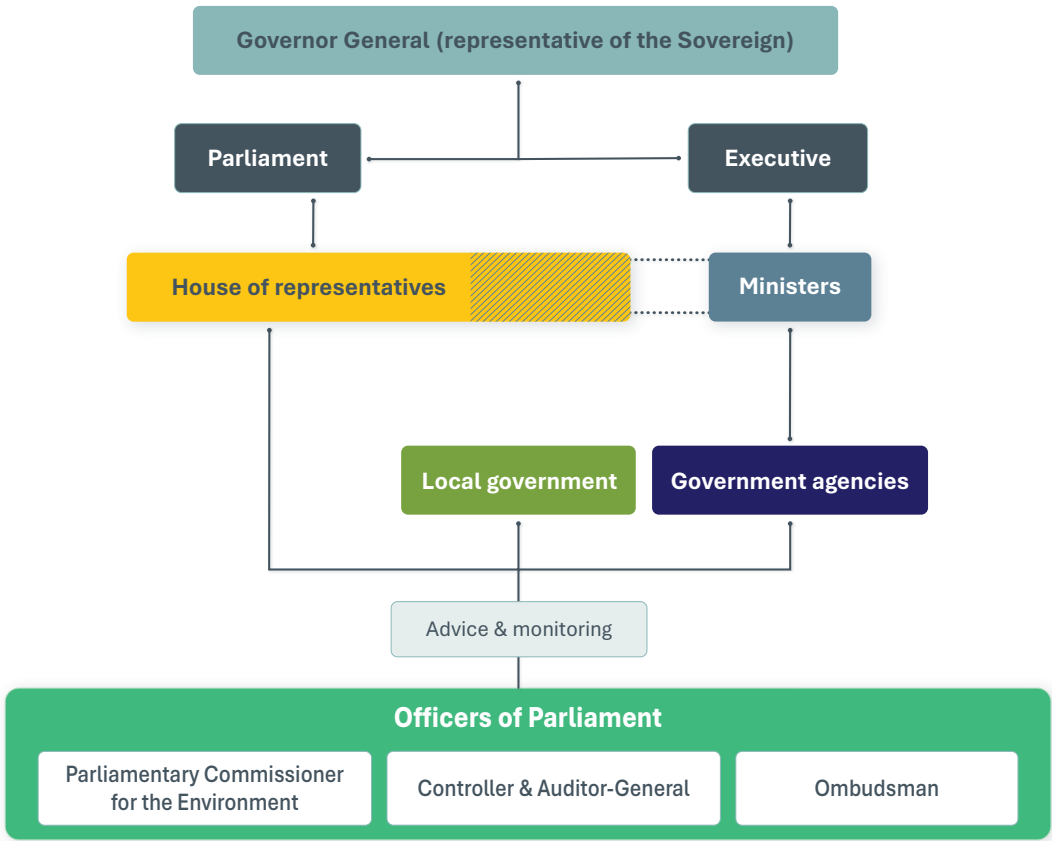 Governor General (representative of the Sovereign)
Parliament
Executive
House of representatives
Ministers
Local government
Government agencies
Advice & monitoring
Officers of Parliament
Parliamentary Commissioner
for the Environment
Controller & Auditor-General
Ombudsman